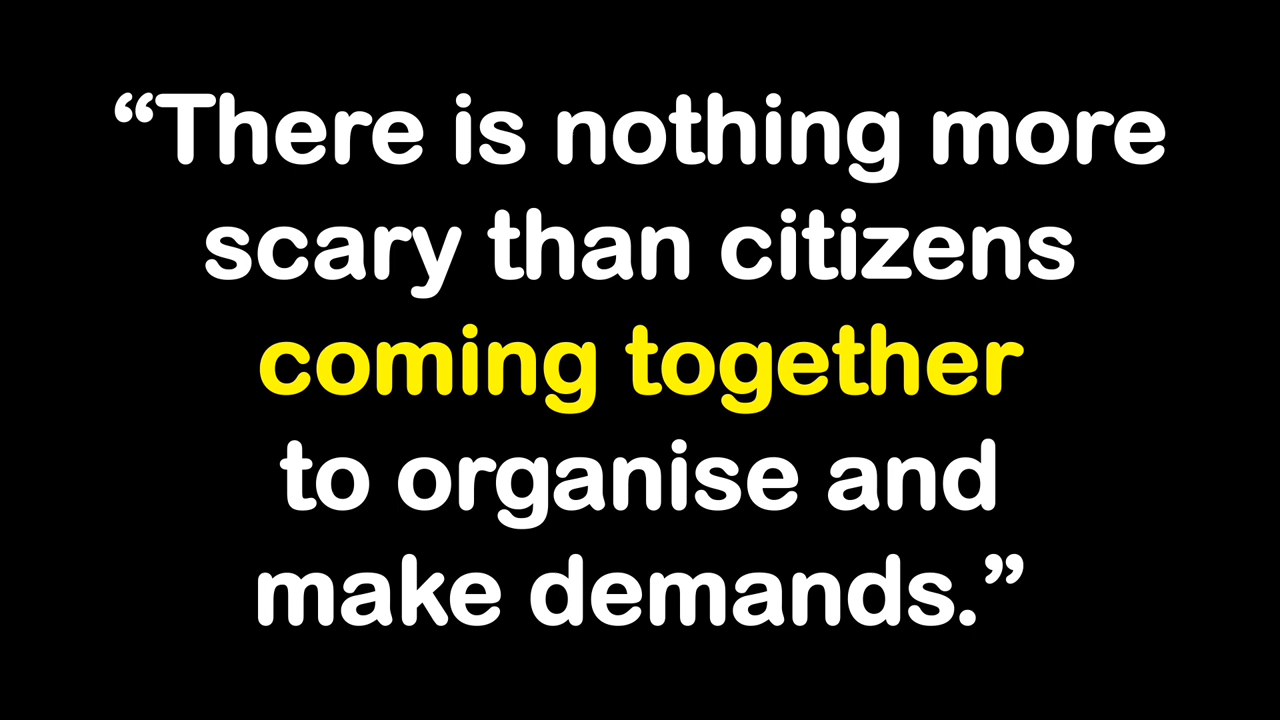 “There is nothing more
scary than citizens
coming together
to organise and
make demands.”